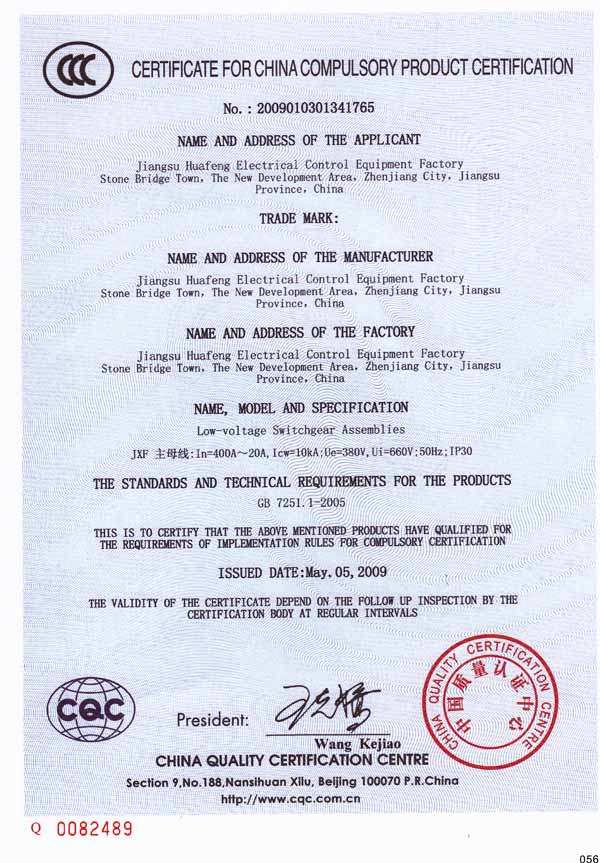 CCC
CERTIFICATE FOR CHINA COMPULSORY PRODUCT CERTIFICATION
No.: 2009010301341765
NAME AND ADDRESS OF THE APPLICANT
Jiangsu Huafeng Electrical Control Equipment Factory
Stone Bridge Town, The New Development Area, Zhenjiang City, Jiangsu
Province, China
TRADE MARK:
NAME AND ADDRESS OF THE MANUFACTURER
Jiangsu Huafeng Electrical Control Equipment Factory
Stone Bridge Town, The New Development Area, Zhenjiang City, Jiangsu
Province, China
NAME AND ADDRESS OF THE FACTORY
Jiangsu Huafeng Electrical Control Equipment Factory
Stone Bridge Town, The New Development Area, Zhenjiang City, Jiangsu
Province, China
NAME, MODEL AND SPECIFICATION
Low-voltage Switchgear Assemblies
JXF 主母线:In=400A～20A,Icw=10kA;Ue=380V,Ui=660V;50Hz;IP30
THE STANDARDS AND TECHNICAL REQUIREMENTS FOR THE PRODUCTS
GB 7251.1-2005
THIS IS TO CERTIFY THAT THE ABOVE MENTIONED PRODUCTS HAVE QUALIFIED FOR
THE REQUIREMENTS OF IMPLEMENTATION RULES FOR COMPULSORY CERTIFICATION
ISSUED DATE:May.05,2009
THE VALIDITY OF THE CERTIFICATE DEPEND ON THE FOLLOW UP INSPECTION BY THE
CERTIFICATION BODY AT REGULAR INTERVALS
CQC
President:
Wang Kejiao
CHINA QUALITY CERTIFICATION CENTRE
中国质量认证中心
CHINA QUALITY CERTIFICATION CENTRE
Section 9,No.188,Nansihuan Xilu, Beijing 100070 P.R.China
http://www.cqc.com.cn
Q 0082489
056